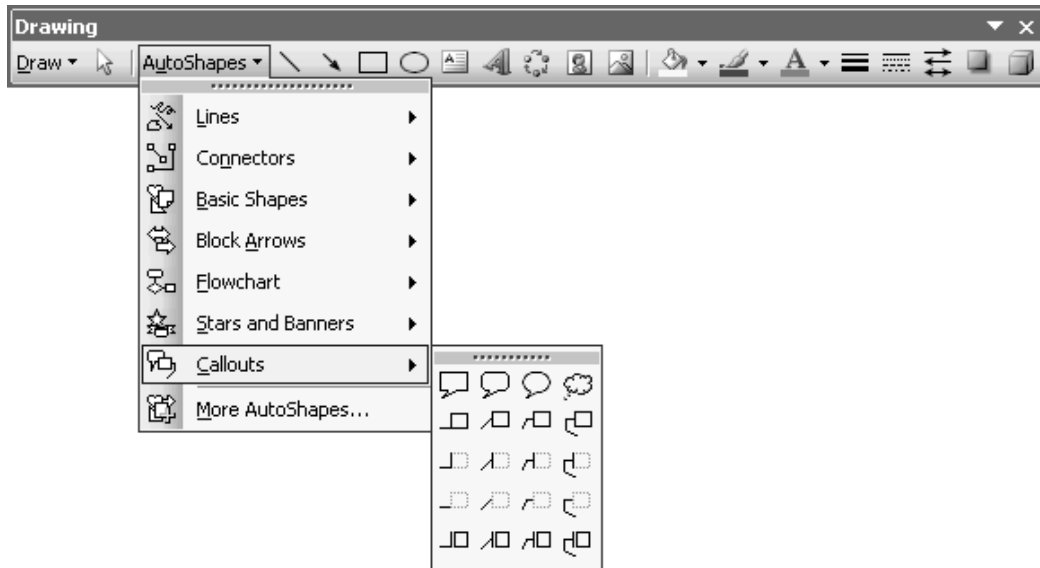 Drawing
Draw AutoShapes A A
Lines
Connectors
Basic Shapes
Block Arrows
Flowchart
Stars and Banners
Callouts
More AutoShapes...